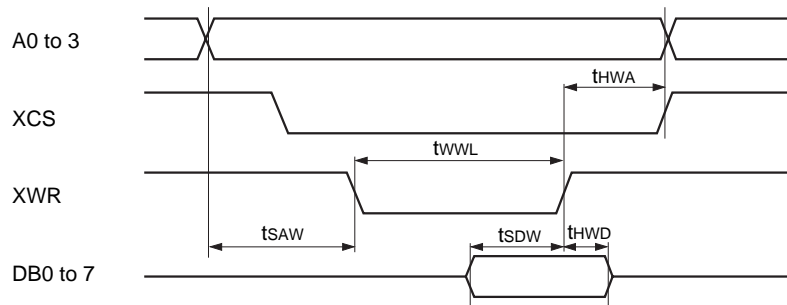 A0 to 3
tHWA
XCS
tWWL
XWR
tSAW
tSDW
tHWD
DB0 to 7